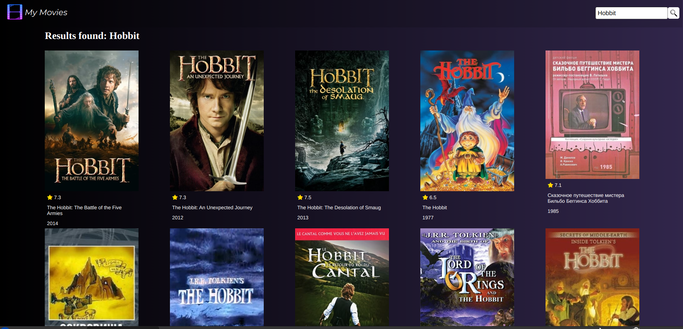 My Movies
Hobbit
Results found: Hobbit
THE
HOBBIT
THE BATTLE OF THE FIVE ARMIES
THE
HOBBIT
AN UNEXPECTED JOURNEY
THE
HOBBIT
THE DESOLATION
OF SMAUG
THE
HOBBIT
СКАЗОЧНОЕ ПУТЕШЕСТВИЕ МИСТЕРА
БИЛЬБО БЕГГИНСА ХОББИТА
1985
7.3
7.3
7.5
6.5
7.1
The Hobbit: The Battle of the Five
Armies
2014
The Hobbit: An Unexpected Journey
2012
The Hobbit: The Desolation of Smaug
2013
The Hobbit
1977
Сказочное путешествие мистера
Бильбо Беггинса Хоббита
1985
J.R.R. TOLKIEN'S
THE HOBBIT
LE CANTAL COMME VOUS NE L'AVEZ JAMAIS VU
LE
HOBBIT
CANTAL
J.R.R. TOLKIEN
LORD OF THE
RINGS AND
THE HOBBIT
SECRETS OF MIDDLE-EARTH
INSIDE TOLKIEN'S
THE
Hobbit